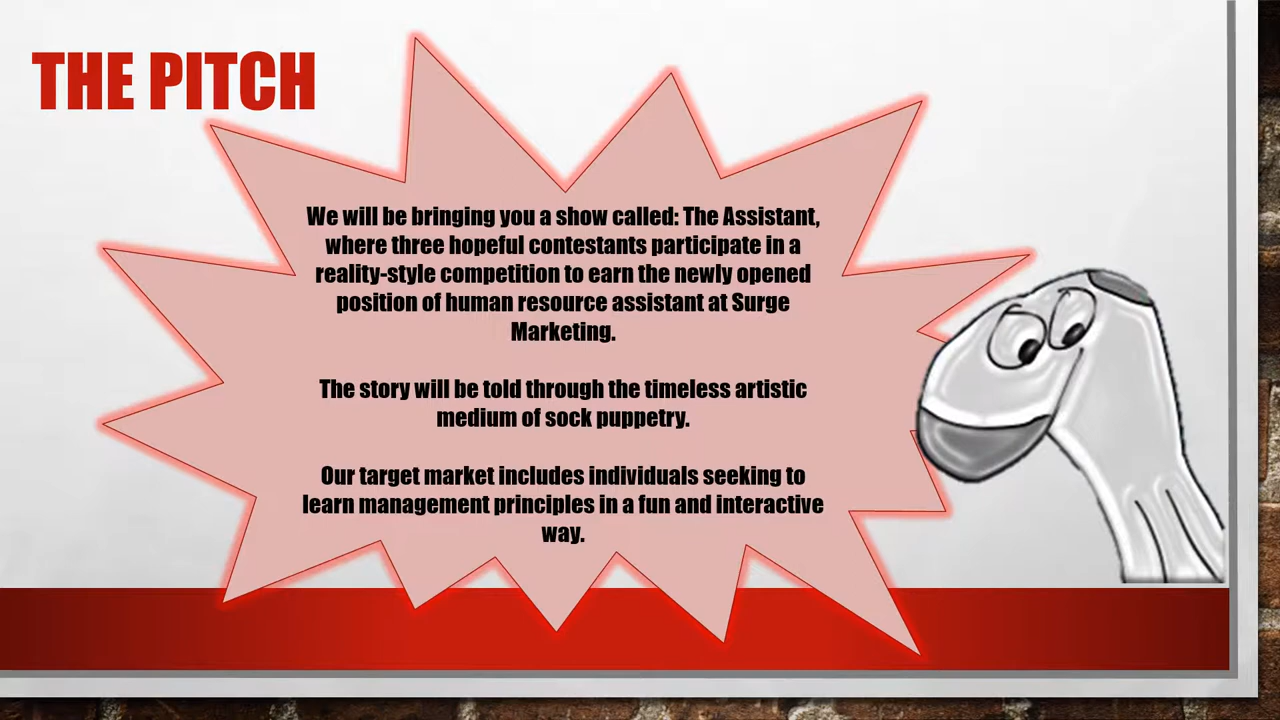 THE PITCH
We will be bringing you a show called: The Assistant,
where three hopeful contestants participate in a
reality-style competition to earn the newly opened
position of human resource assistant at Surge
Marketing.
The story will be told through the timeless artistic
medium of sock puppetry.
Our target market includes individuals seeking to
learn management principles in a fun and interactive
way.